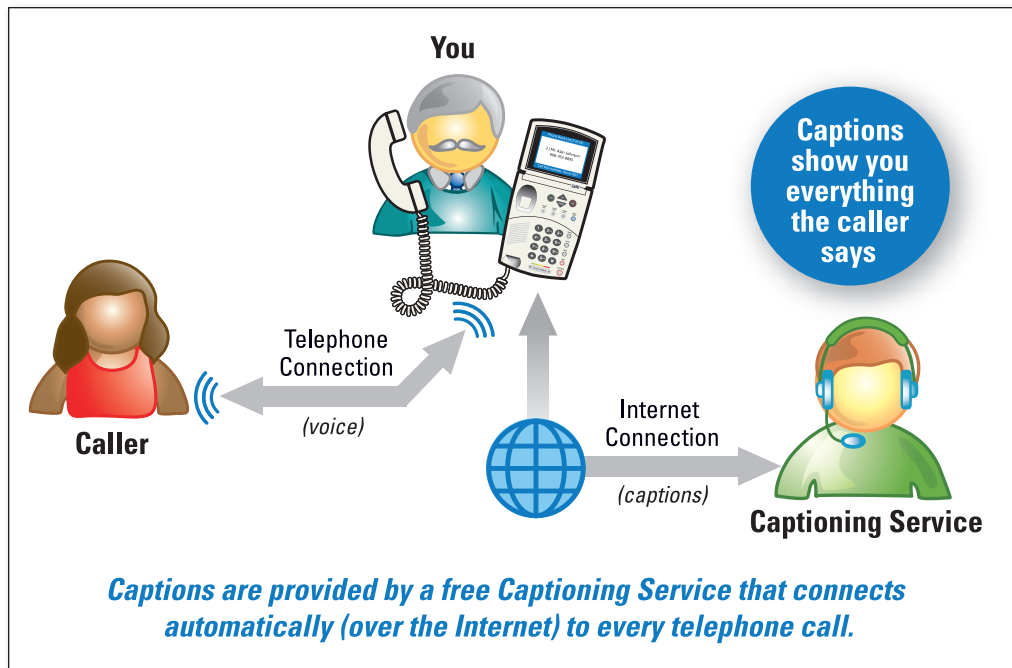 You
Captions
show you
everything
the caller
says
Telephone
Connection
(voice)
Caller
Internet
Connection
(captions)
Captioning Service
Captions are provided by a free Captioning Service that connects
automatically (over the Internet) to every telephone call.